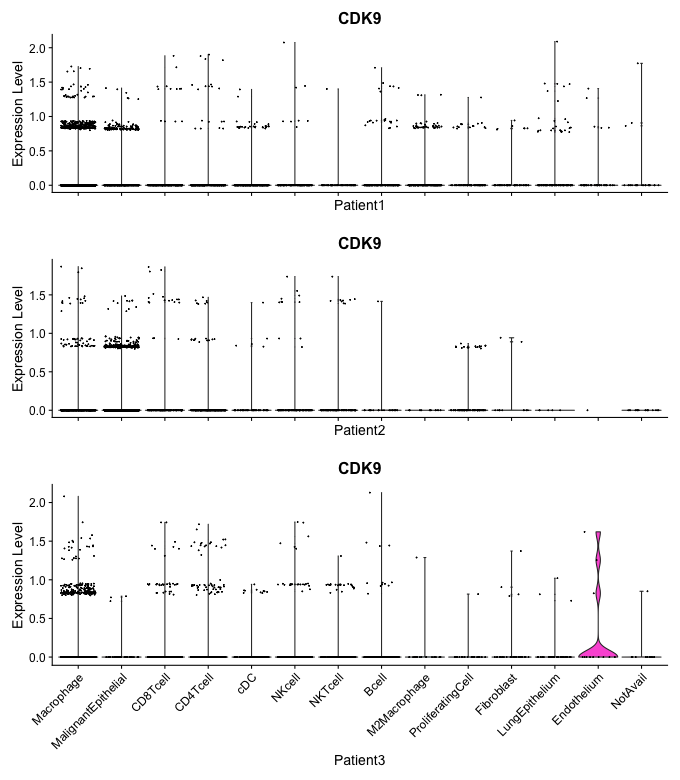 CDK9
Expression Level
2.0
1.5
1.0
0.5
0.0
Patient1
CDK9
Expression Level
1.5
1.0
0.5
0.0
Patient2
CDK9
Expression Level
2.0
1.5
1.0
0.5
0.0
Macrophage
MalignantEpithelial
CD8Tcell
CD4Tcell
cDC
NKcell
NKTcell
Bcell
M2Macrophage
ProliferatingCell
Fibroblast
LungEpithelium
Endothelium
NotAvail
Patient3